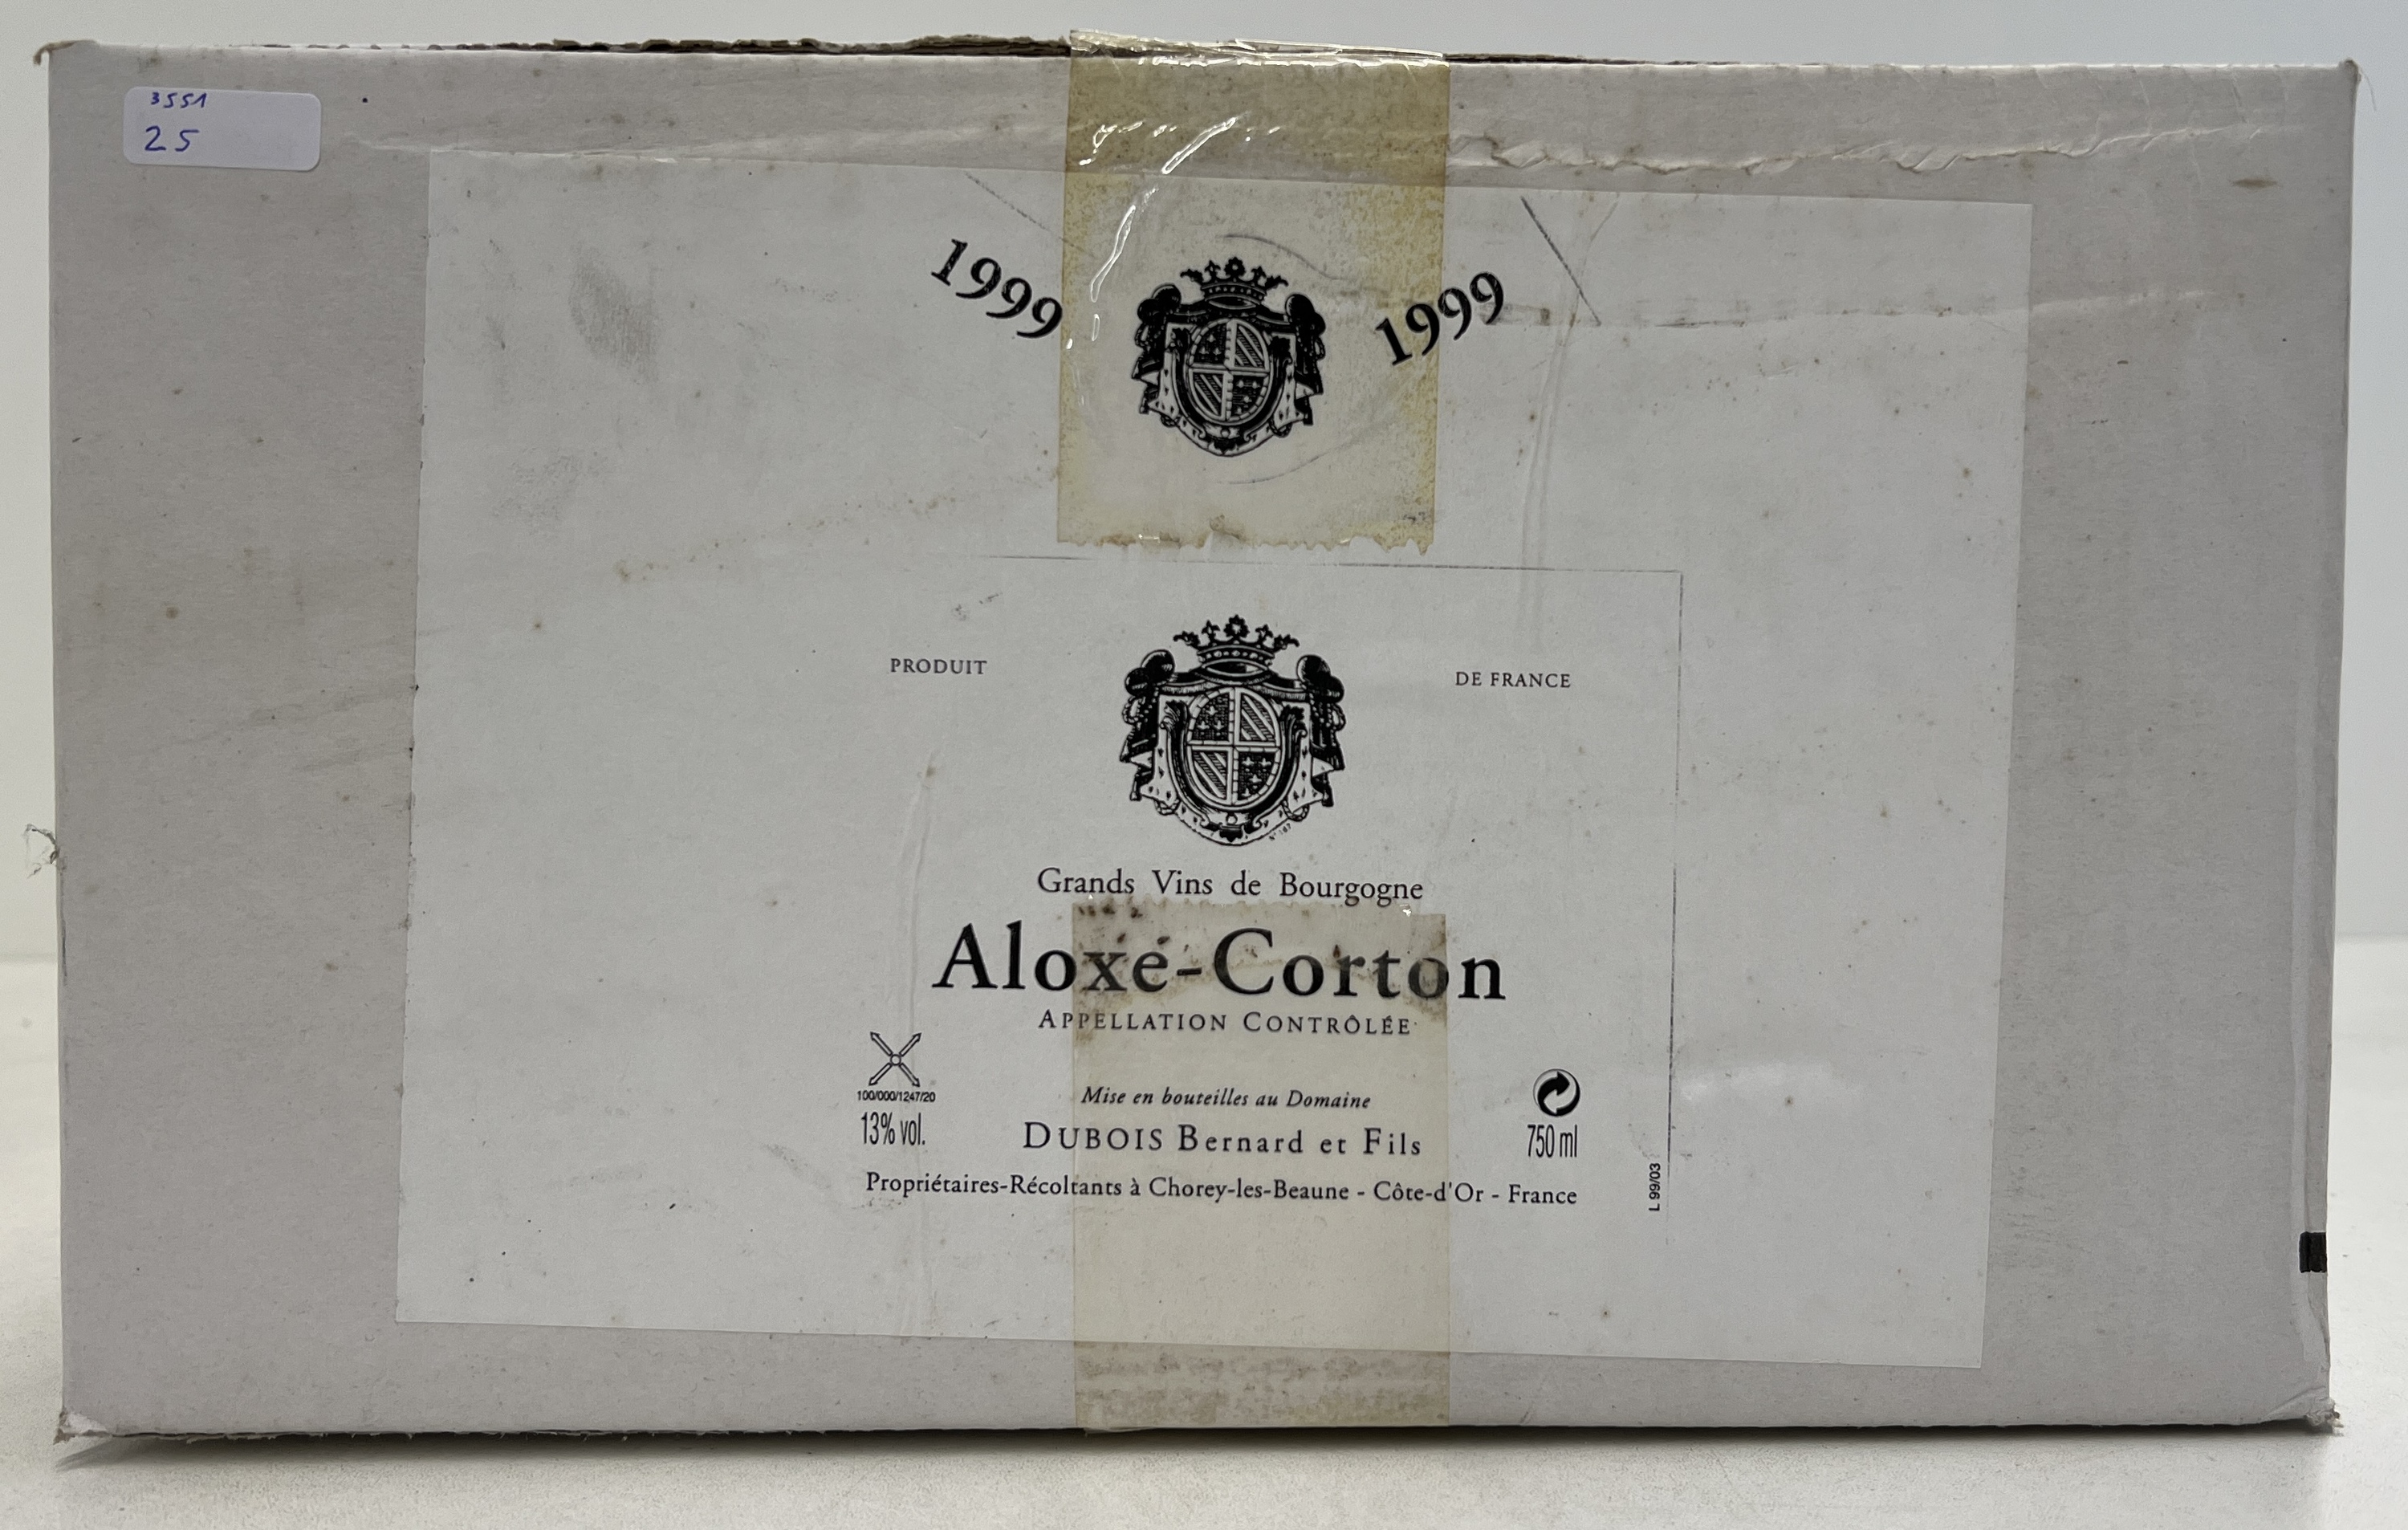 3551
25
1999 1999
PRODUIT DE FRANCE
Grands Vins de Bourgogne
Aloxe-Corton
APPELLATION CONTRÔLÉE
100/000/1247/20
Mise en bouteilles au Domaine
13% vol. DUBOIS Bernard et Fils 750 ml
Propriétaires-Récoltants à Chorey-les-Beaune - Côte-d'Or - France
L 99/03